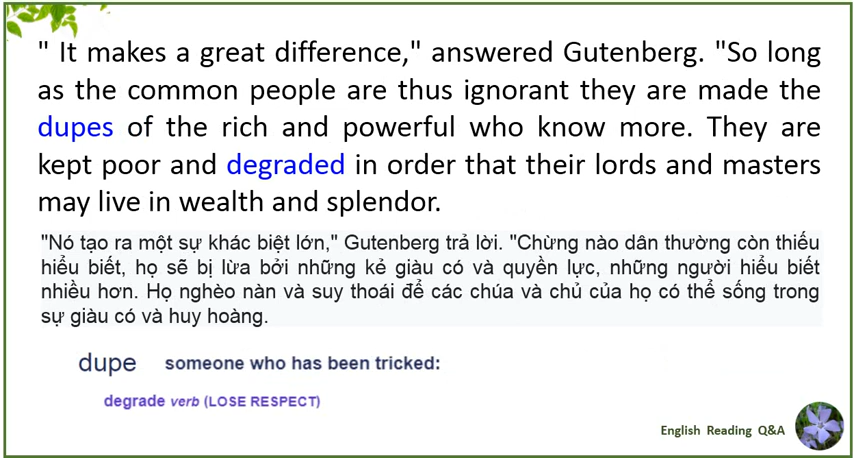 " It makes a great difference," answered Gutenberg. "So long
as the common people are thus ignorant they are made the
dupes of the rich and powerful who know more. They are
kept poor and degraded in order that their lords and masters
may live in wealth and splendor.
"Nó tạo ra một sự khác biệt lớn," Gutenberg trả lời. "Chừng nào dân thường còn thiếu
hiểu biết, họ sẽ bị lừa bởi những kẻ giàu có và quyền lực, những người hiểu biết
nhiều hơn. Họ nghèo nàn và suy thoái để các chúa và chủ của họ có thể sống trong
sự giàu có và huy hoàng.
dupe someone who has been tricked:
degrade verb (LOSE RESPECT)
English Reading Q&A